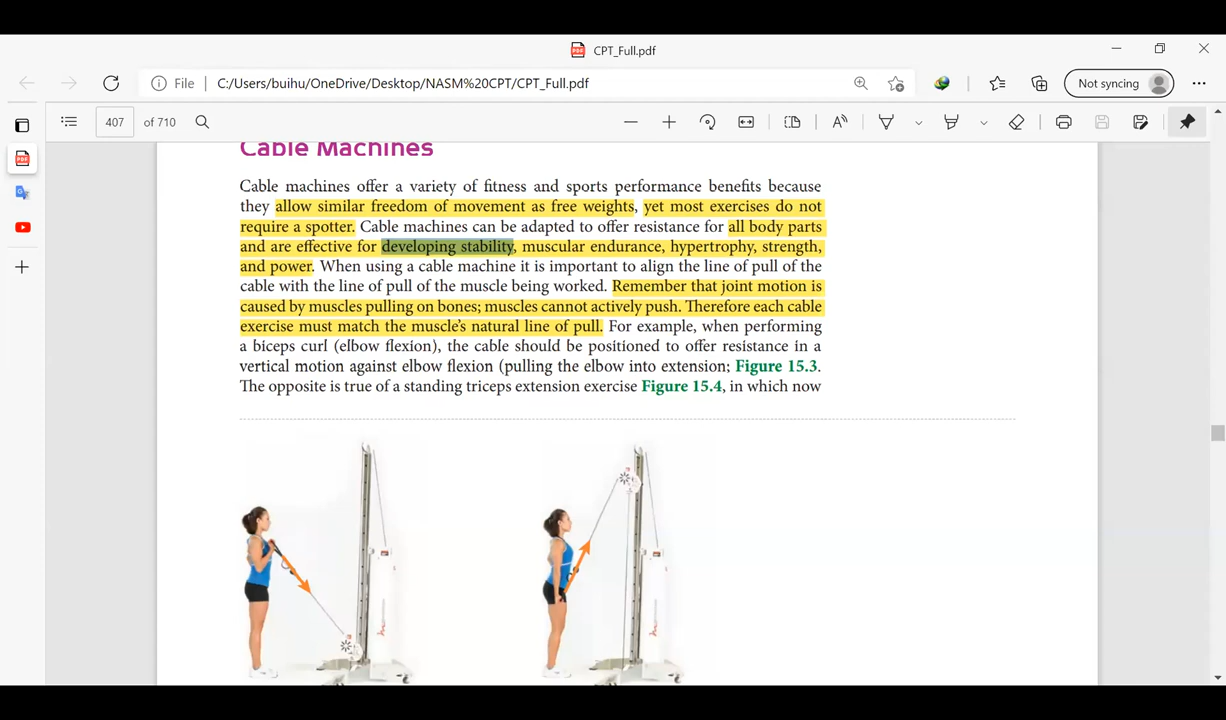 CPT_Full.pdf
File C:/Users/buihu/OneDrive/Desktop/NASM%20CPT/CPT_Full.pdf
Not syncing
407 of 710
Cable Machines
Cable machines offer a variety of fitness and sports performance benefits because
they allow similar freedom of movement as free weights, yet most exercises do not
require a spotter. Cable machines can be adapted to offer resistance for all body parts
and are effective for developing stability, muscular endurance, hypertrophy, strength,
and power. When using a cable machine it is important to align the line of pull of the
cable with the line of pull of the muscle being worked. Remember that joint motion is
caused by muscles pulling on bones; muscles cannot actively push. Therefore each cable
exercise must match the muscle's natural line of pull. For example, when performing
a biceps curl (elbow flexion), the cable should be positioned to offer resistance in a
vertical motion against elbow flexion (pulling the elbow into extension; Figure 15.3.
The opposite is true of a standing triceps extension exercise Figure 15.4, in which now